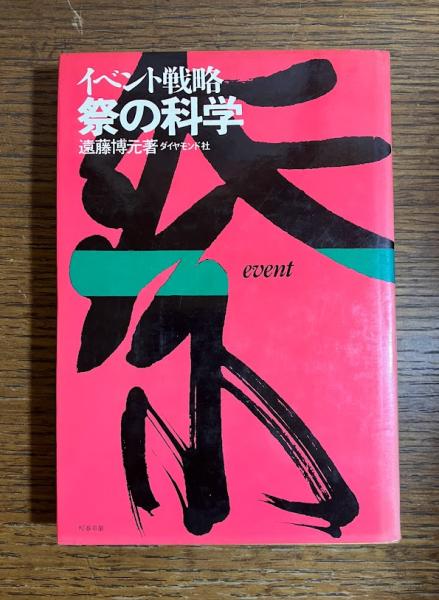 イベント戦略
祭の科学
遠藤博元著 ダイヤモンド社
祭
event